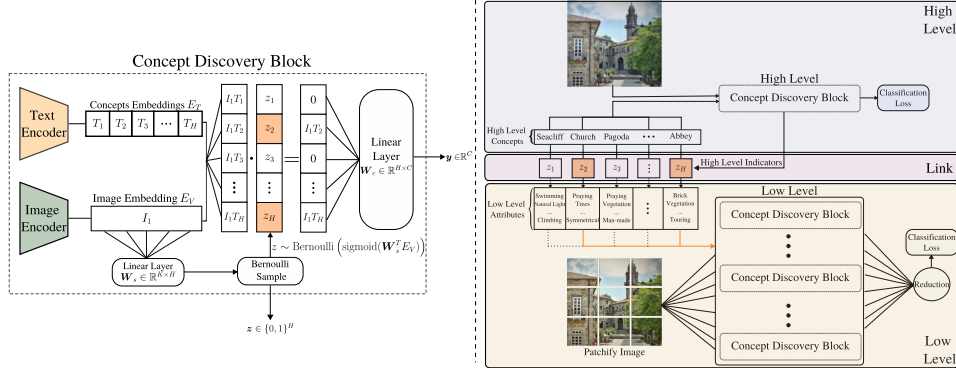 Concept Discovery Block
Text
Encoder
Concepts Embeddings E_T
T_1 T_2 T_3 ... T_H
Image
Encoder
Image Embedding E_V
I_1
Linear Layer
W_s ∈ ℝ^{K×H}
Bernoulli
Sample
z ∈ {0, 1}^H
z ∼ Bernoulli (sigmoid(W_s^T E_V))
I_1T_1 z_1 0
I_1T_2 z_2 I_1T_2
I_1T_3 · z_3 = 0
⋮ ⋮ ⋮
I_1T_H z_H I_1T_H
Linear
Layer
W_c ∈ ℝ^{H×C}
y ∈ ℝ^C
High
Level
High Level
Concept Discovery Block
Classification
Loss
High Level
Concepts
Seacliff Church Pagoda ... Abbey
z_1 z_2 z_3 ⋮ z_H
High Level Indicators
Link
Low Level
Attributes
Swimming
Natural Light
...
Climbing
Praying
Trees
...
Symmetrical
Praying
Vegetation
...
Man-made
⋮
Brick
Vegetation
...
Touring
Low Level
Concept Discovery Block
⋮
Concept Discovery Block
⋮
Concept Discovery Block
Patchify Image
Classification
Loss
Reduction
Low
Level